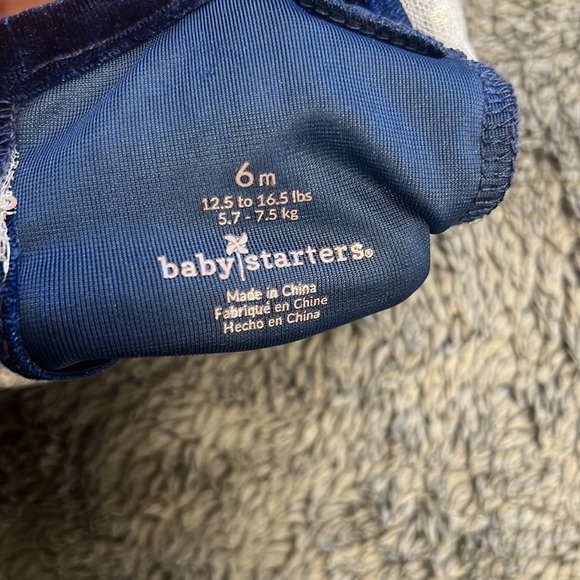 6 m
12.5 to 16.5 lbs
5.7 - 7.5 kg
baby starters®
Made in China
Fabriqué en Chine
Hecho en China